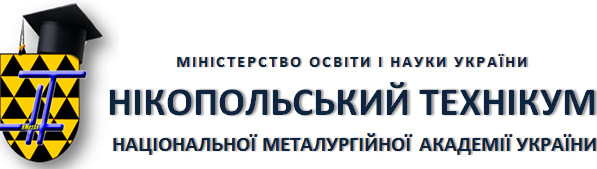 МІНІСТЕРСТВО ОСВІТИ І НАУКИ УКРАЇНИ
НІКОПОЛЬСЬКИЙ ТЕХНІКУМ
НАЦІОНАЛЬНОЇ МЕТАЛУРГІЙНОЇ АКАДЕМІЇ УКРАЇНИ